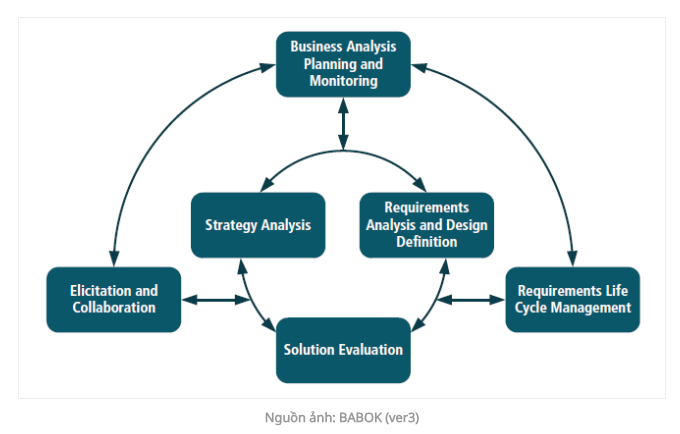 Business Analysis
Planning and
Monitoring
Strategy Analysis
Requirements
Analysis and Design
Definition
Elicitation and
Collaboration
Requirements Life
Cycle Management
Solution Evaluation
Nguồn ảnh: BABOK (ver3)